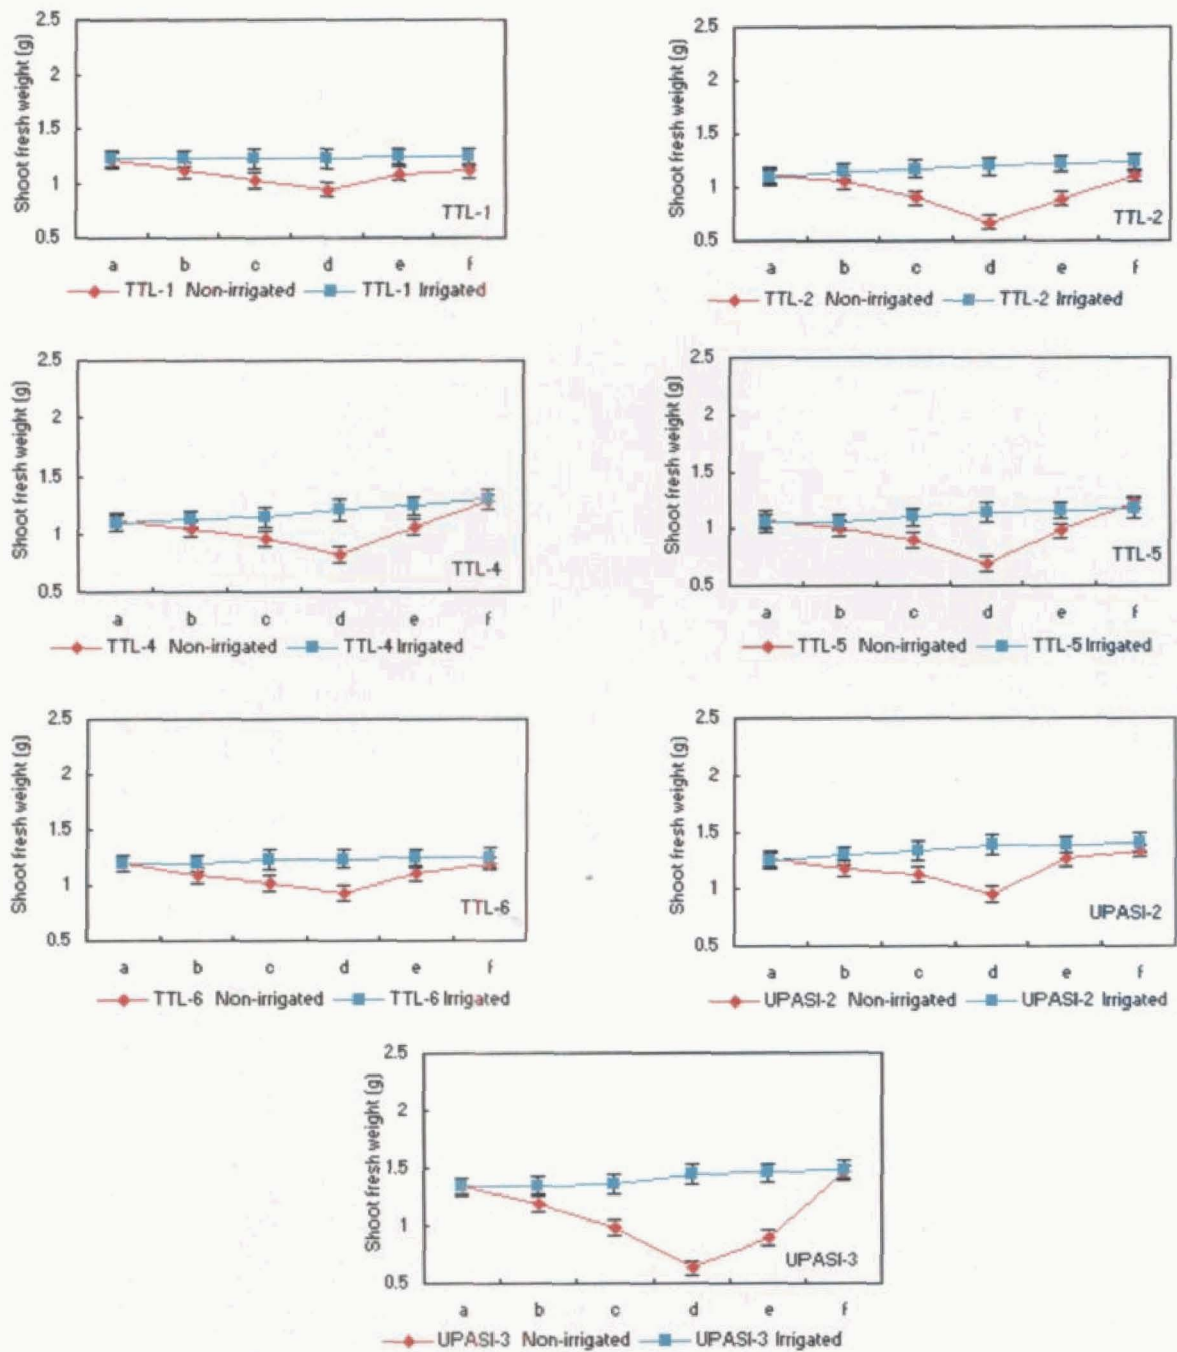 Shoot fresh weight (g)
2.5
2
1.5
1
0.5
TTL-1
a b c d e f
TTL-1 Non-irrigated TTL-1 Irrigated
Shoot fresh weight (g)
2.5
2
1.5
1
0.5
TTL-2
a b c d e f
TTL-2 Non-irrigated TTL-2 Irrigated
Shoot fresh weight (g)
2.5
2
1.5
1
0.5
TTL-4
a b c d e f
TTL-4 Non-irrigated TTL-4 Irrigated
Shoot fresh weight (g)
2.5
2
1.5
1
0.5
TTL-5
a b c d e f
TTL-5 Non-irrigated TTL-5 Irrigated
Shoot fresh weight (g)
2.5
2
1.5
1
0.5
TTL-6
a b c d e f
TTL-6 Non-irrigated TTL-6 Irrigated
Shoot fresh weight (g)
2.5
2
1.5
1
0.5
UPASI-2
a b c d e f
UPASI-2 Non-irrigated UPASI-2 Irrigated
Shoot fresh weight (g)
2.5
2
1.5
1
0.5
UPASI-3
a b c d e f
UPASI-3 Non-irrigated UPASI-3 Irrigated